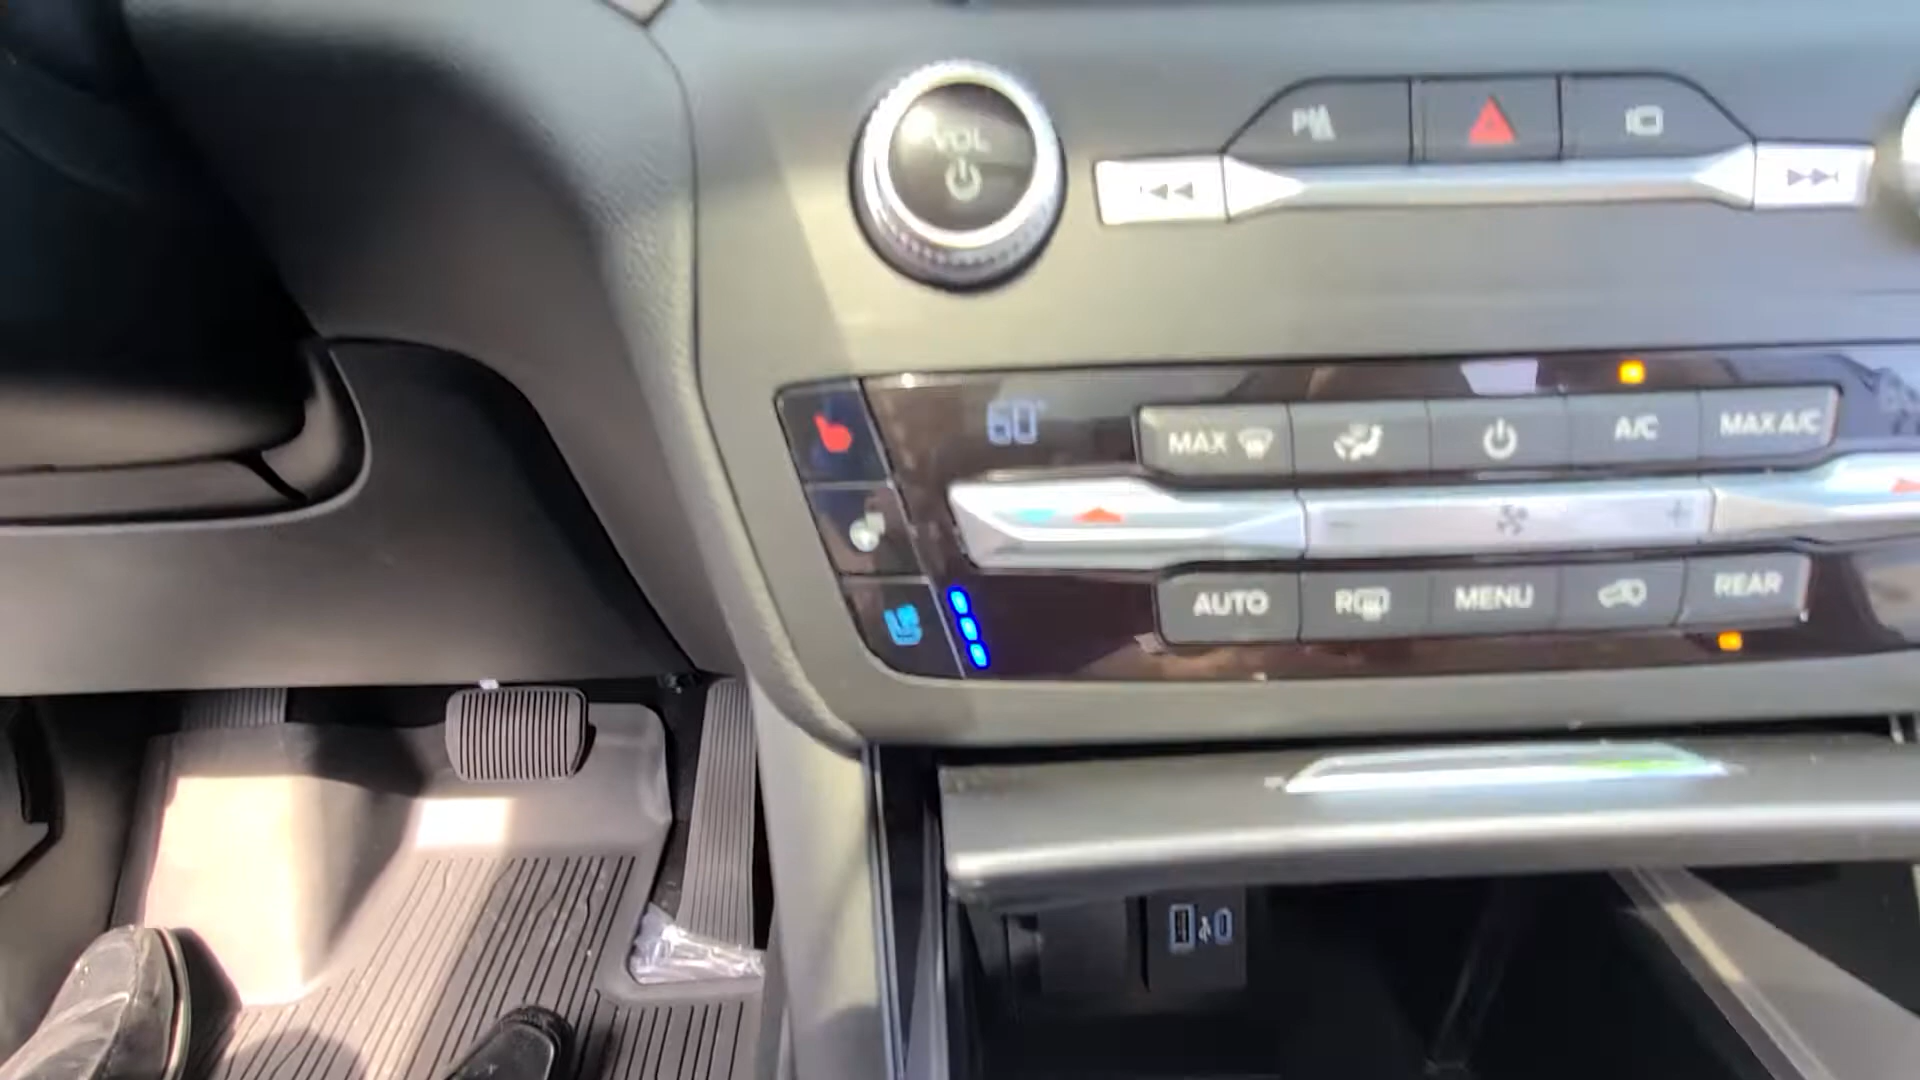 VOL
60°
MAX
A/C
MAX A/C
AUTO
R
MENU
REAR